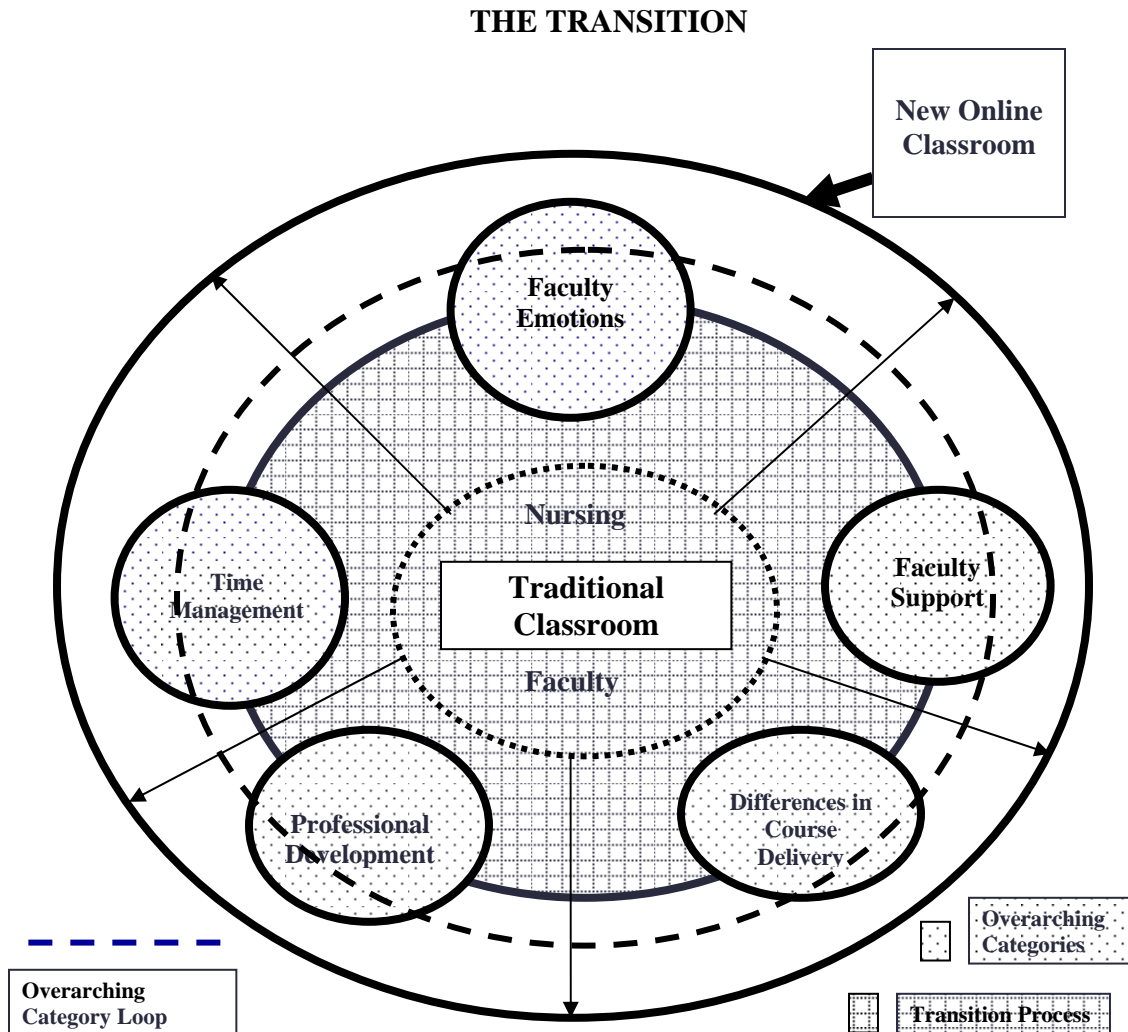 THE TRANSITION
New Online
Classroom
Faculty
Emotions
Nursing
Time
Management
Traditional
Classroom
Faculty
Support
Faculty
Professional
Development
Differences in
Course
Delivery
Overarching
Categories
Overarching
Category Loop
Transition Process